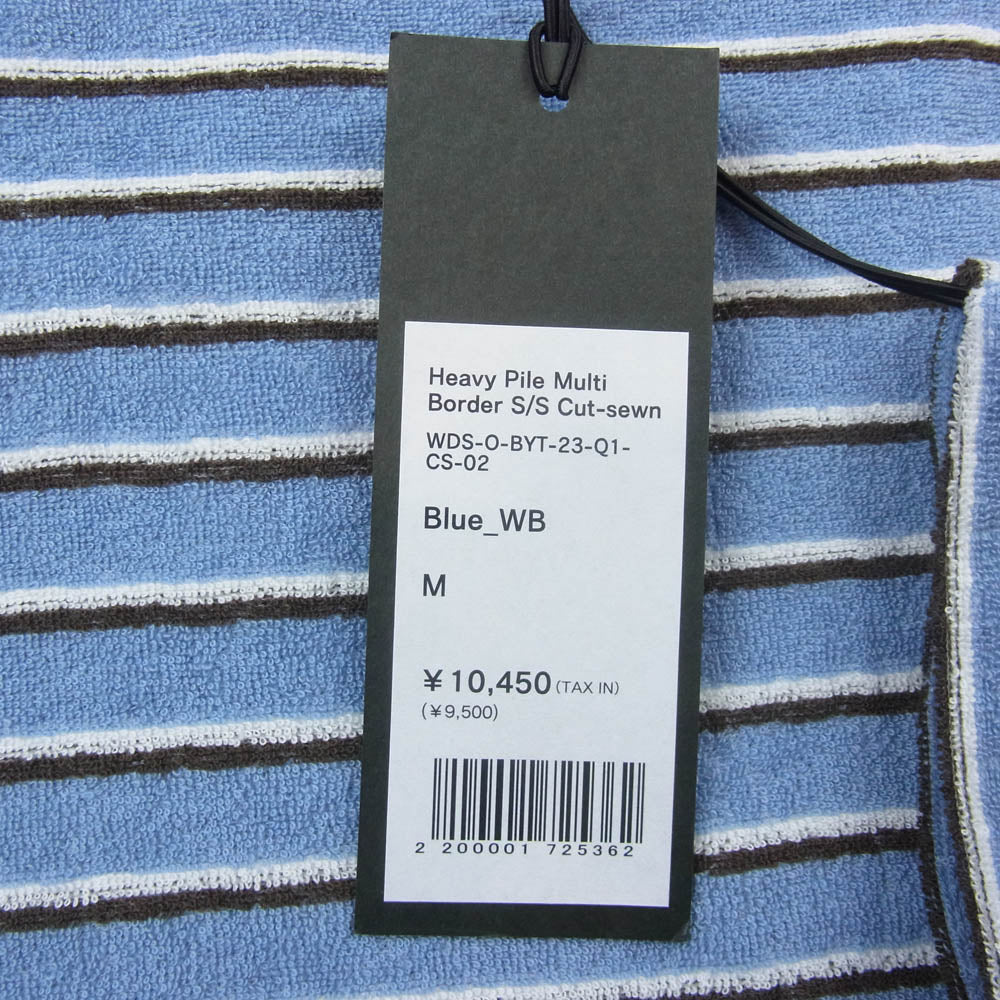 Heavy Pile Multi
Border S/S Cut-sewn
WDS-O-BYT-23-Q1-
CS-02
Blue_WB
M
¥10,450 (TAX IN)
(¥9,500)
2 200001 725362